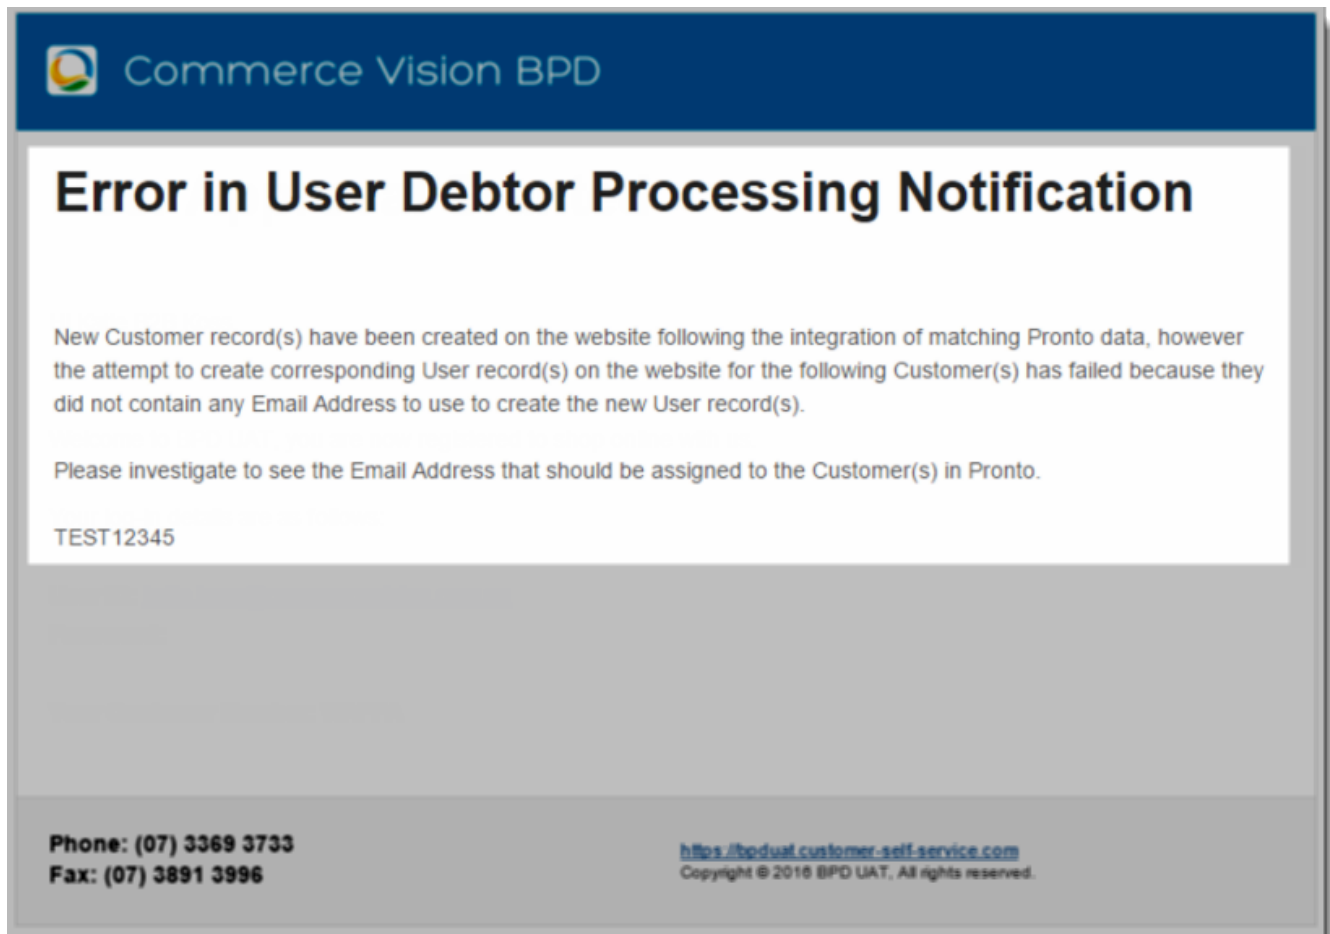 Commerce Vision BPD
Error in User Debtor Processing Notification
New Customer record(s) have been created on the website following the integration of matching Pronto data, however
the attempt to create corresponding User record(s) on the website for the following Customer(s) has failed because they
did not contain any Email Address to use to create the new User record(s).
Please investigate to see the Email Address that should be assigned to the Customer(s) in Pronto.
TEST12345
Phone: (07) 3369 3733
Fax: (07) 3891 3996
https://bpduat.customer-self-service.com
Copyright © 2016 BPD UAT, All rights reserved.